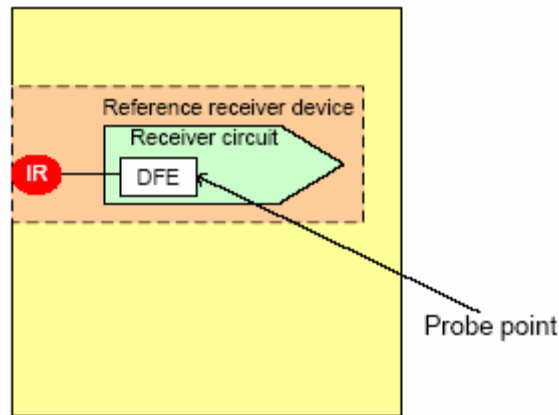 Reference receiver device
Receiver circuit
IR
DFE
Probe point